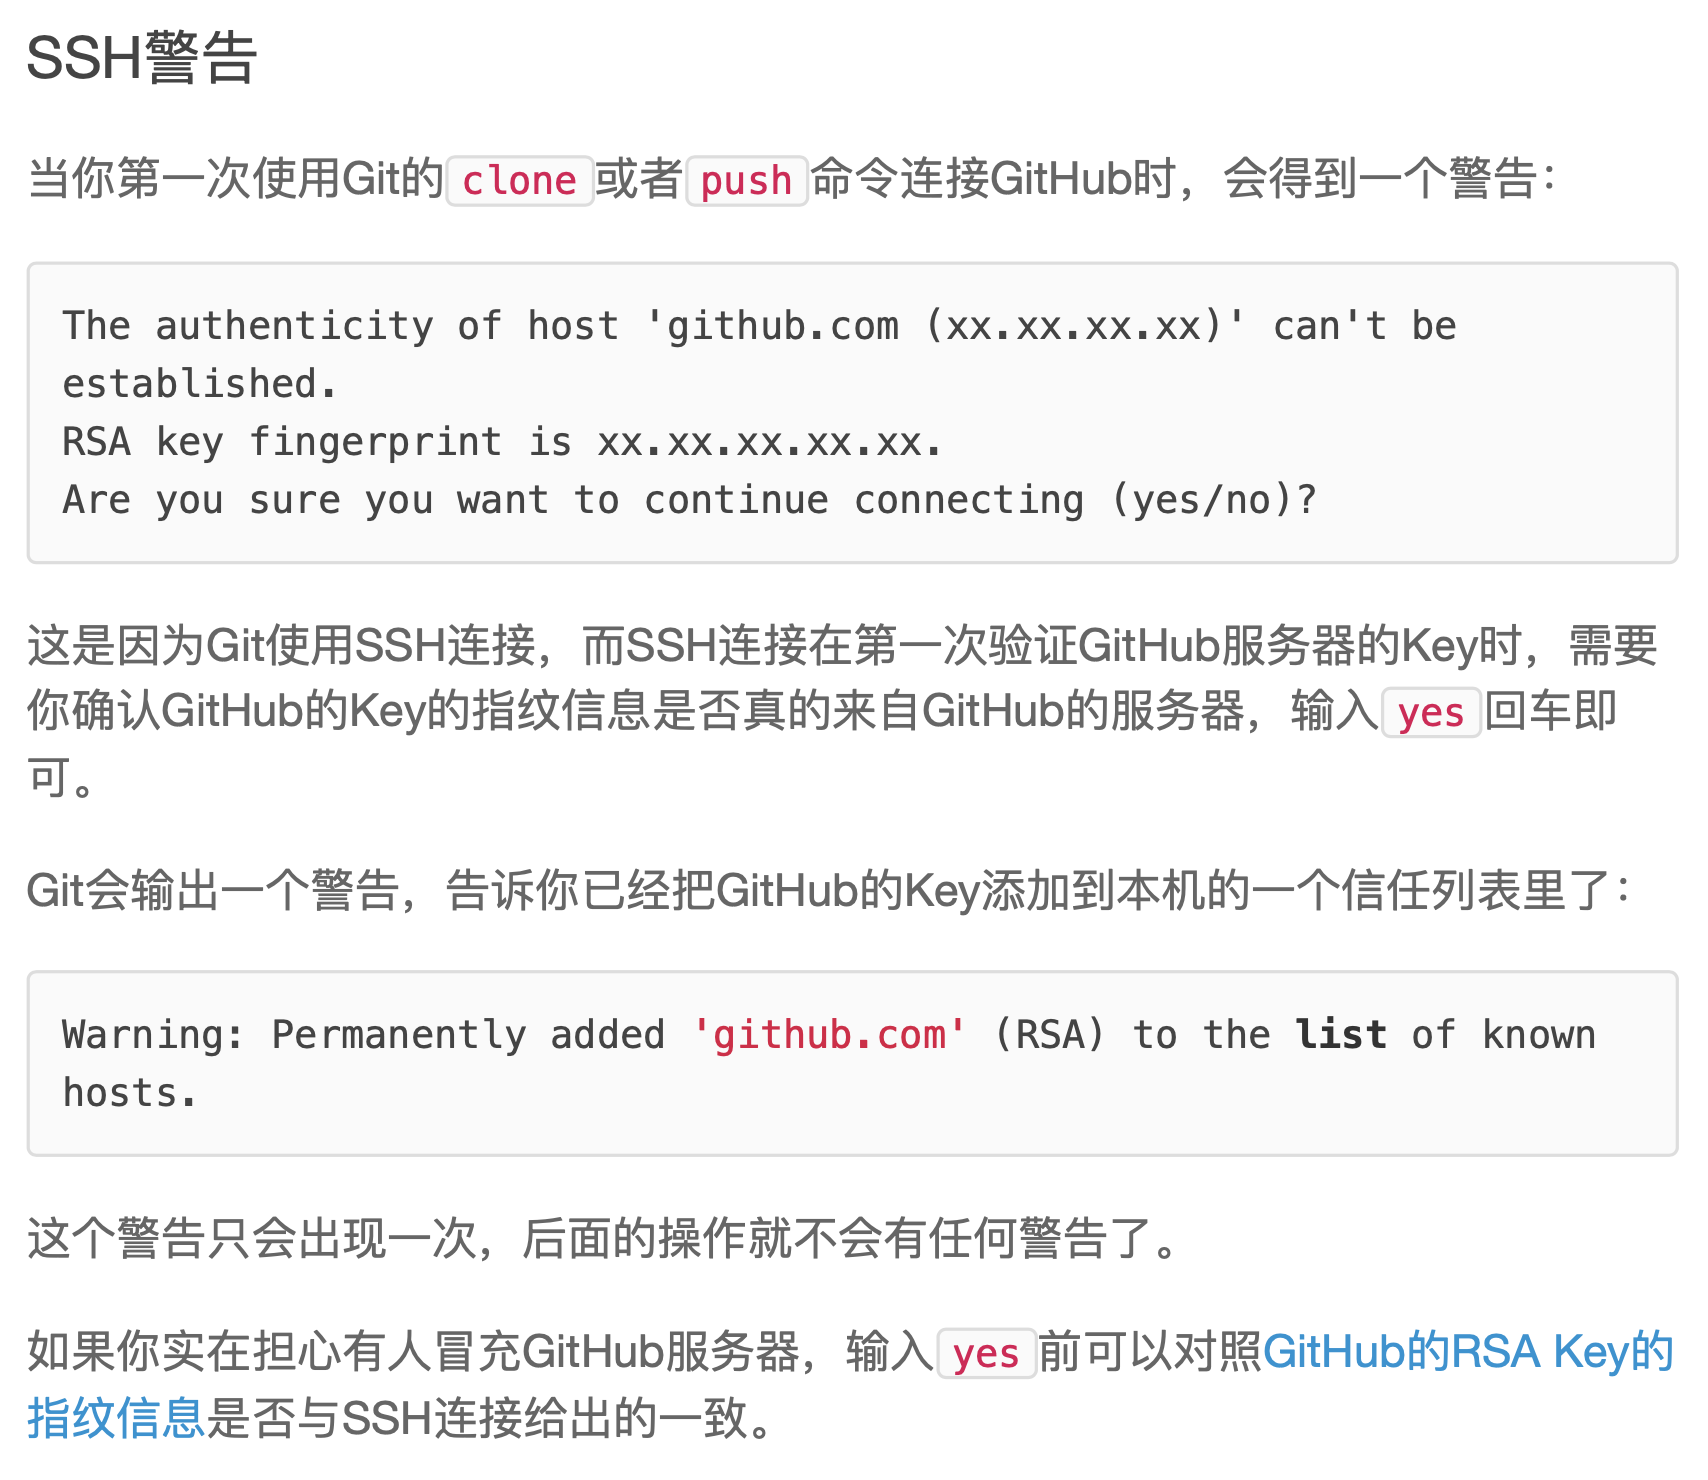 SSH警告
当你第一次使用Git的clone或者push命令连接GitHub时，会得到一个警告：
The authenticity of host 'github.com (xx.xx.xx.xx)' can't be
established.
RSA key fingerprint is xx.xx.xx.xx.xx.
Are you sure you want to continue connecting (yes/no)?
这是因为Git使用SSH连接，而SSH连接在第一次验证GitHub服务器的Key时，需要
你确认GitHub的Key的指纹信息是否真的来自GitHub的服务器，输入yes回车即
可。
Git会输出一个警告，告诉你已经把GitHub的Key添加到本机的一个信任列表里了：
Warning: Permanently added 'github.com' (RSA) to the list of known
hosts.
这个警告只会出现一次，后面的操作就不会有任何警告了。
如果你实在担心有人冒充GitHub服务器，输入yes前可以对照GitHub的RSA Key的
指纹信息是否与SSH连接给出的一致。